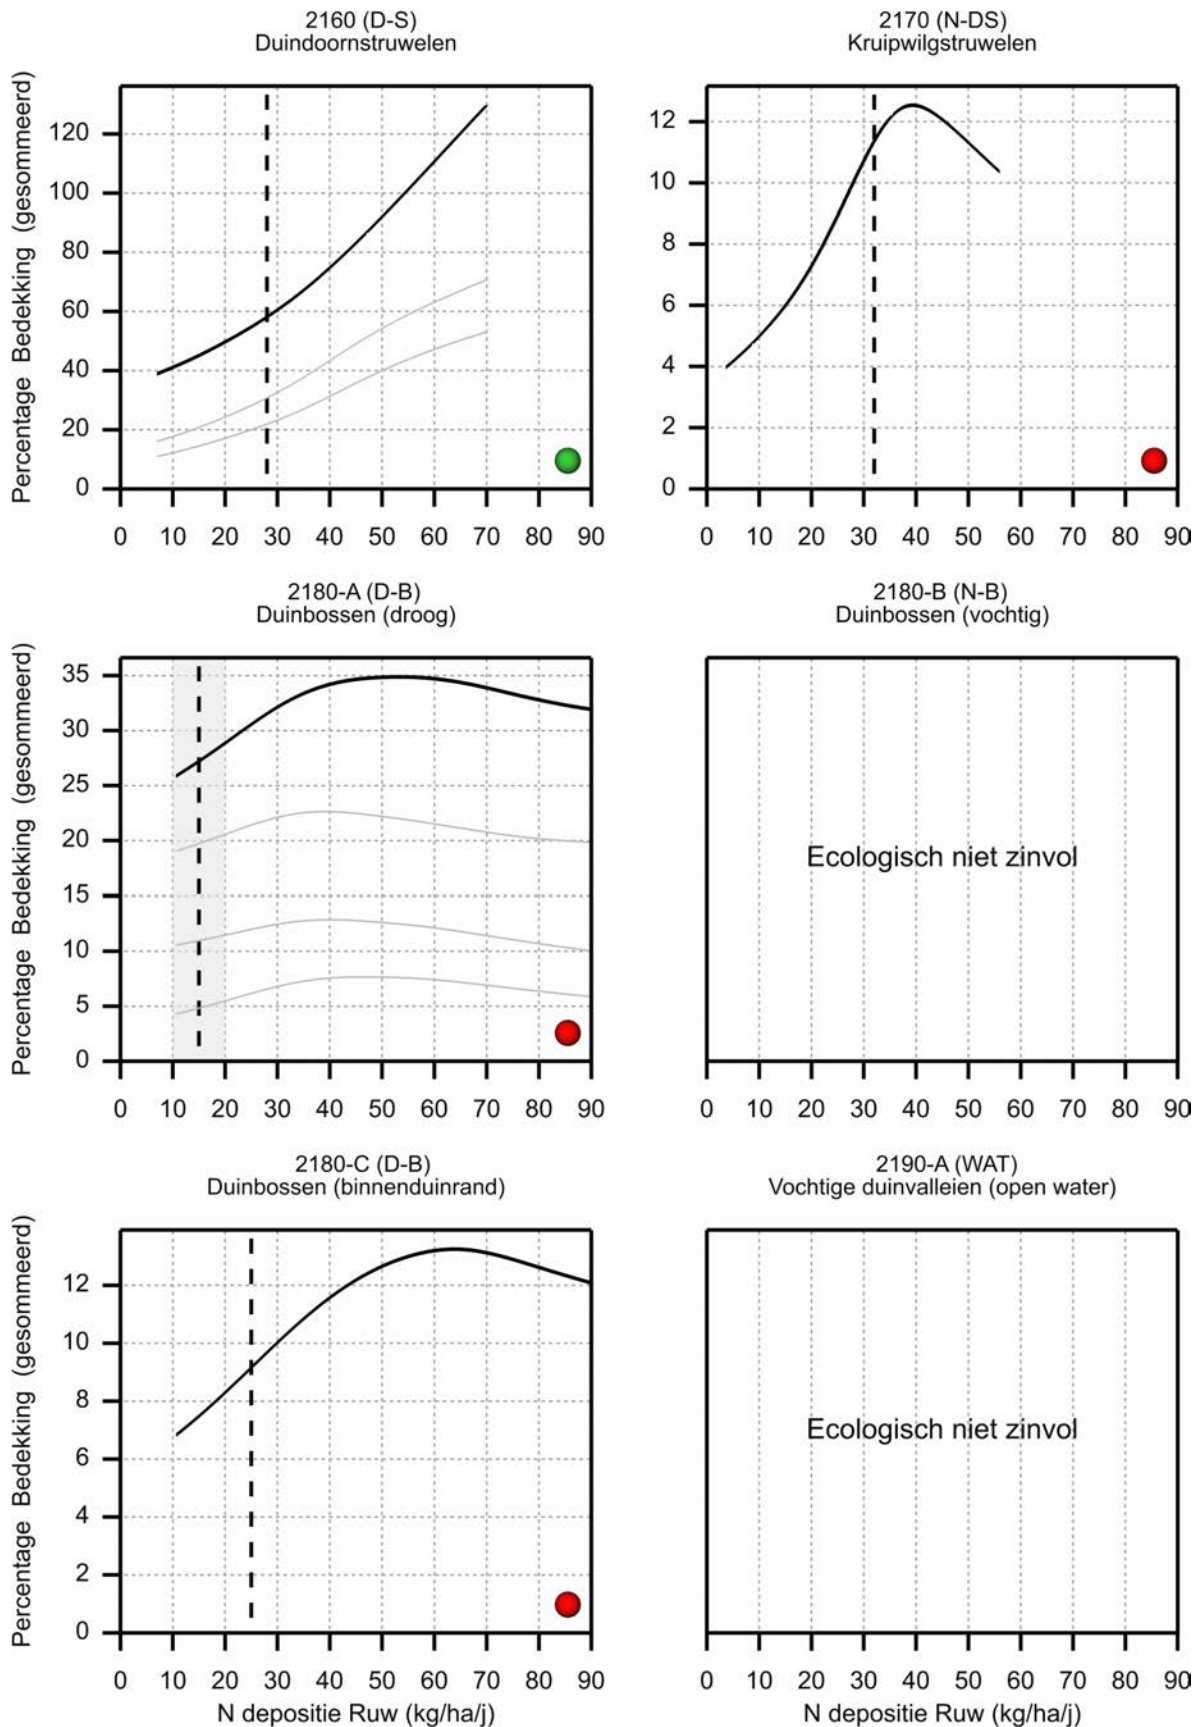 2160 (D-S)
Duindoornstruwelen
Percentage Bedekking (gesommeerd)
120
100
80
60
40
20
0
0 10 20 30 40 50 60 70 80 90
2170 (N-DS)
Kruipwilgstruwelen
12
10
8
6
4
2
0
0 10 20 30 40 50 60 70 80 90
2180-A (D-B)
Duinbossen (droog)
Percentage Bedekking (gesommeerd)
35
30
25
20
15
10
5
0
0 10 20 30 40 50 60 70 80 90
2180-B (N-B)
Duinbossen (vochtig)
Ecologisch niet zinvol
0 10 20 30 40 50 60 70 80 90
2180-C (D-B)
Duinbossen (binnenduinrand)
Percentage Bedekking (gesommeerd)
12
10
8
6
4
2
0
0 10 20 30 40 50 60 70 80 90
N depositie Ruw (kg/ha/j)
2190-A (WAT)
Vochtige duinvalleien (open water)
Ecologisch niet zinvol
0 10 20 30 40 50 60 70 80 90
N depositie Ruw (kg/ha/j)